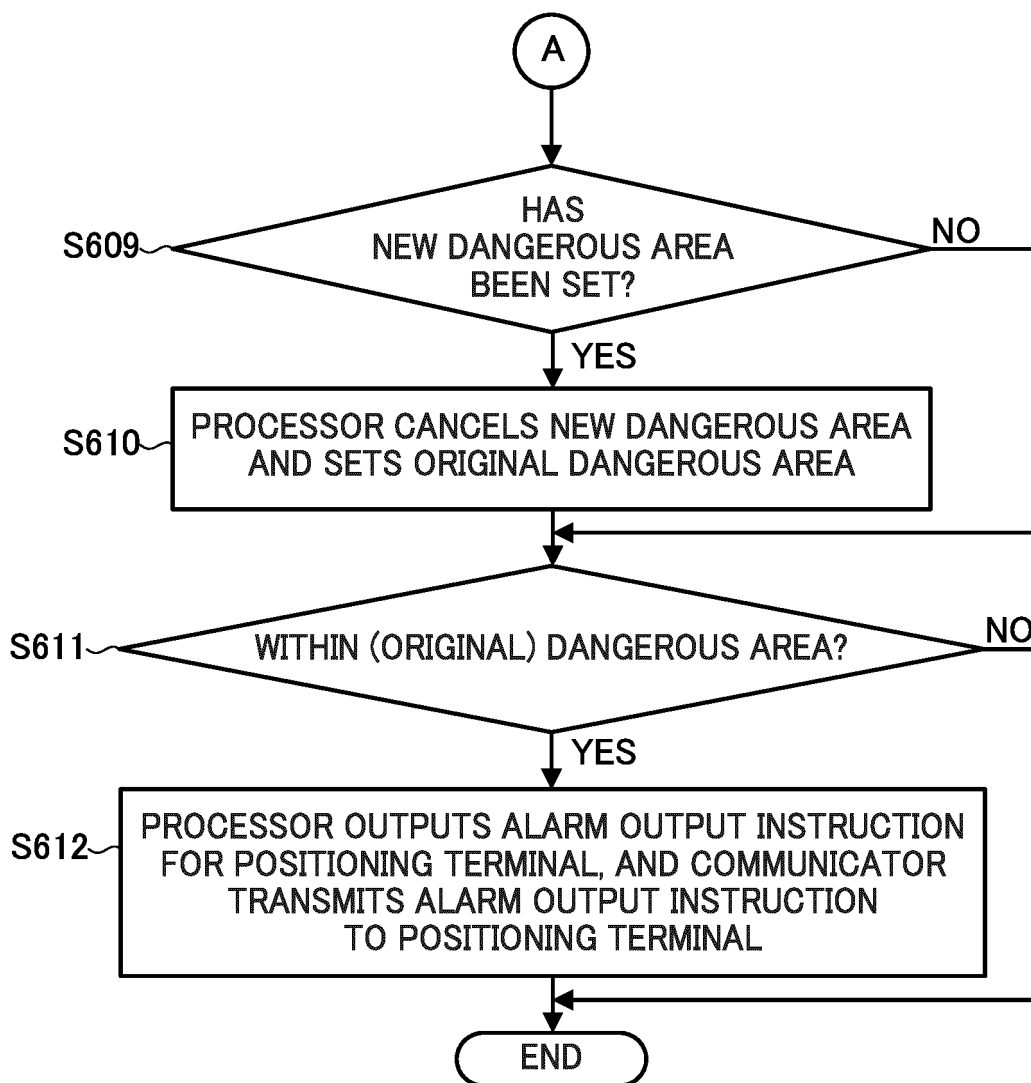 A
HAS
NEW DANGEROUS AREA
BEEN SET?
S609
NO
YES
PROCESSOR CANCELS NEW DANGEROUS AREA
AND SETS ORIGINAL DANGEROUS AREA
S610
WITHIN (ORIGINAL) DANGEROUS AREA?
S611
NO
YES
PROCESSOR OUTPUTS ALARM OUTPUT INSTRUCTION
FOR POSITIONING TERMINAL, AND COMMUNICATOR
TRANSMITS ALARM OUTPUT INSTRUCTION
TO POSITIONING TERMINAL
S612
END